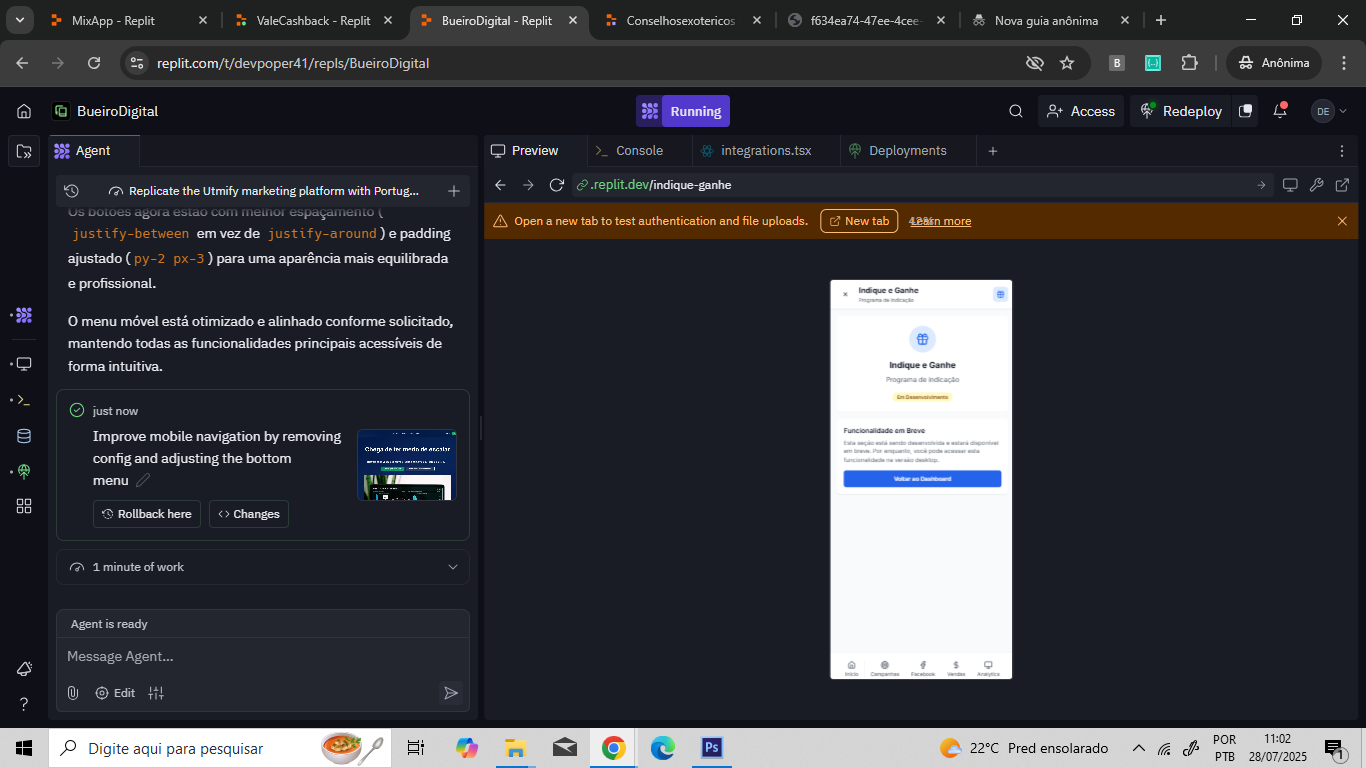 MixApp - Replit
ValeCashback - Replit
BueiroDigital - Replit
Conselhosexotericos
f634ea74-47ee-4cee-
Nova guia anônima
replit.com/t/devpoper41/repls/BueiroDigital
B
Anônima
BueiroDigital
Running
Access
Redeploy
DE
Agent
Replicate the Utmify marketing platform with Portug...
Os botões agora estão com melhor espaçamento (
justify-between em vez de justify-around) e padding
ajustado (py-2 px-3) para uma aparência mais equilibrada
e profissional.
O menu móvel está otimizado e alinhado conforme solicitado,
mantendo todas as funcionalidades principais acessíveis de
forma intuitiva.
just now
Improve mobile navigation by removing
config and adjusting the bottom
menu
Chega de ter medo de escalar
Rollback here
Changes
1 minute of work
Agent is ready
Message Agent...
Edit
Preview
Console
integrations.tsx
Deployments
.replit.dev/indique-ganhe
Open a new tab to test authentication and file uploads.
New tab
Learn more
Indique e Ganhe
Programa de indicação
Indique e Ganhe
Programa de indicação
Em Desenvolvimento
Funcionalidade em Breve
Esta seção está sendo desenvolvida e estará disponível
em breve. Por enquanto, você pode acessar esta
funcionalidade na versão desktop.
Voltar ao Dashboard
Início
Campanhas
Facebook
Vendas
Analytics
Digite aqui para pesquisar
Ps
22°C Pred ensolarado
POR
PTB
11:02
28/07/2025
1